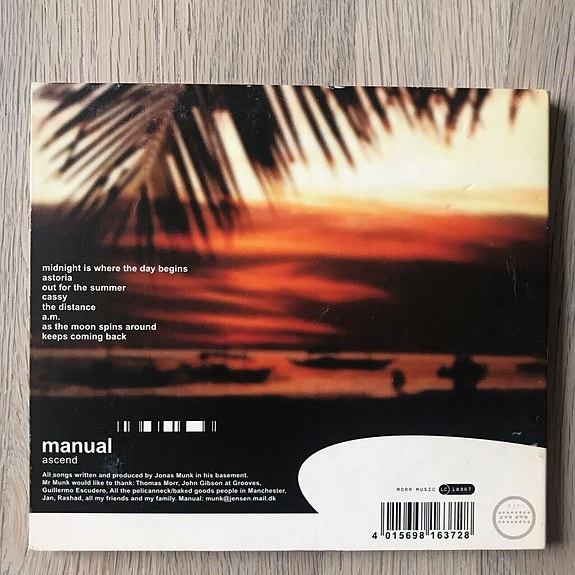 midnight is where the day begins
astoria
out for the summer
cassy
the distance
a.m.
as the moon spins around
keeps coming back
manual
ascend
All songs written and produced by Jonas Munk in his basement.
Mr Munk would like to thank: Thomas Morr, John Gibson at Grooves,
Guillermo Escudero, All the pelicanneck/baked goods people in Manchester,
Jan, Rashad, all my friends and my family. Manual: munk@jensen.mail.dk
MORR MUSIC LC 10387
4 015698 163728